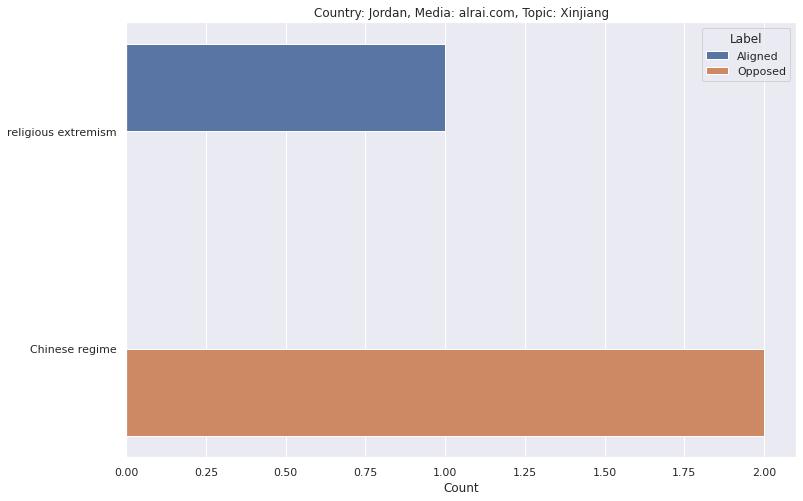 Country: Jordan, Media: alrai.com, Topic: Xinjiang
Label
Aligned
Opposed
religious extremism
Chinese regime
0.00 0.25 0.50 0.75 1.00 1.25 1.50 1.75 2.00
Count